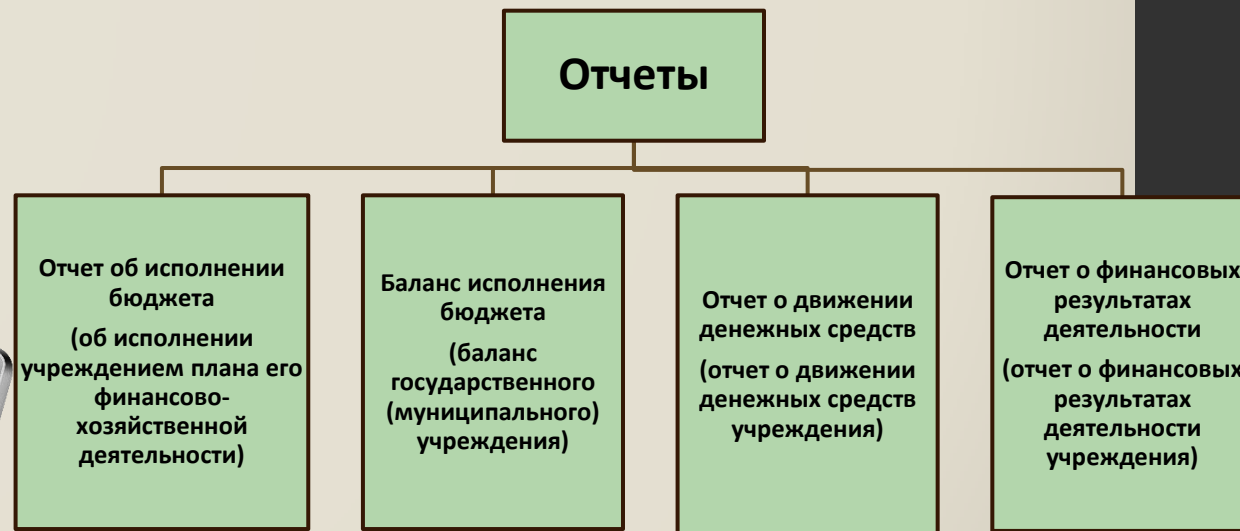 Отчеты
Отчет об исполнении
бюджета
(об исполнении
учреждением плана его
финансово-
хозяйственной
деятельности)
Баланс исполнения
бюджета
(баланс
государственного
(муниципального)
учреждения)
Отчет о движении
денежных средств
(отчет о движении
денежных средств
учреждения)
Отчет о финансовых
результатах
деятельности
(отчет о финансовых
результатах
деятельности
учреждения)